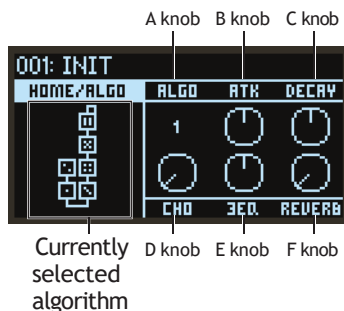 A knob B knob C knob
001: INIT
HOME/ALGO ALGO ATK DECAY
1
CHO 3EQ. REVERB
Currently selected algorithm
D knob E knob F knob